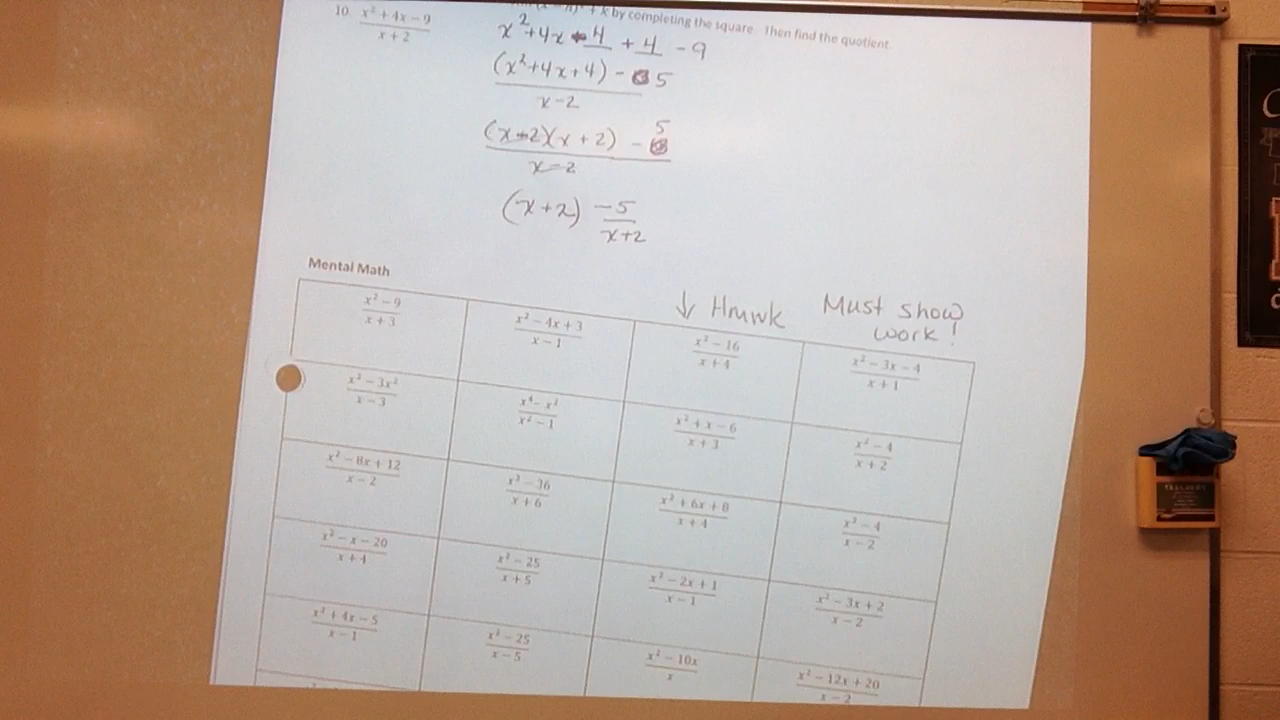 by completing the square. Then find the quotient.
10. x² + 4x − 9
x + 2
x² + 4x + 4 + 4 − 9
(x² + 4x + 4) − 5
x − 2
(x + 2)(x + 2) − 5
x − 2
(x + 2) −5
x + 2
Mental Math
↓ Hmwk Must show
work!
x² − 9 / x + 3
x² − 4x + 3 / x − 1
x² − 16 / x + 4
x² − 3x − 4 / x + 1
x³ − 3x² / x − 3
x⁴ − x² / x² − 1
x² + x − 6 / x + 3
x² − 4 / x + 2
x² − 8x + 12 / x − 2
x² − 36 / x + 6
x² + 6x + 8 / x + 4
x² − 4 / x − 2
x² − x − 20 / x + 4
x² − 25 / x + 5
x² − 2x + 1 / x − 1
x² − 3x + 2 / x − 2
x² + 4x − 5 / x − 1
x² − 25 / x − 5
x² − 10x / x
x² − 12x + 20 / x − 2